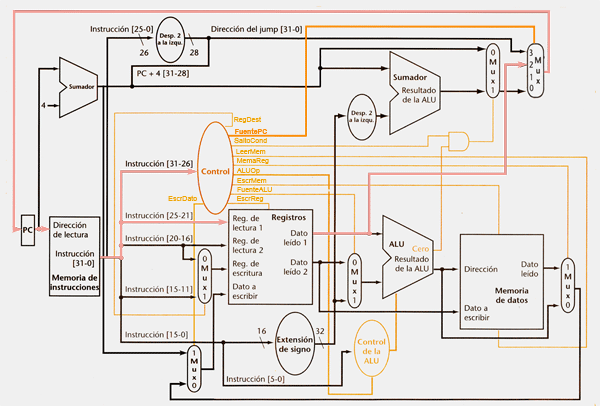 Instrucción [25-0]
Desp. 2
a la izqu.
Dirección del jump [31-0]
26
28
PC + 4 [31-28]
Sumador
4
0
M
u
x
1
3
2
1
0
M
u
x
Sumador
Resultado
de la ALU
Desp. 2
a la izqu.
RegDest
FuentePC
SaltoCond
LeerMem
MemaReg
ALUOp
EscrMem
FuenteALU
EscrReg
Control
EscrDato
Instrucción [31-26]
PC
Dirección
de lectura
Instrucción
[31-0]
Memoria de
instrucciones
Instrucción [25-21]
Instrucción [20-16]
Instrucción [15-11]
Instrucción [15-0]
0
M
u
x
1
Registros
Reg. de
lectura 1
Reg. de
lectura 2
Reg. de
escritura
Dato a
escribir
Dato
leído 1
Dato
leído 2
0
M
u
x
1
ALU
Cero
Resultado
de la ALU
Dirección
Dato
leído
Memoria
de datos
Dato a
escribir
1
M
u
x
0
16
Extensión
de signo
32
Control
de la
ALU
1
M
u
x
0
Instrucción [5-0]